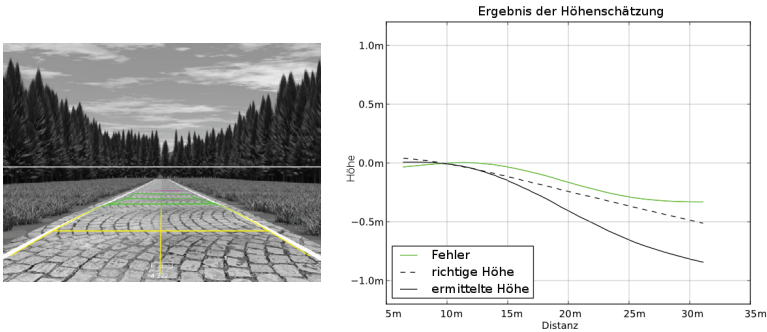 Ergebnis der Höhenschätzung
1.0m
0.5m
0.0m
−0.5m
−1.0m
Höhe
Fehler
richtige Höhe
ermittelte Höhe
5m 10m 15m 20m 25m 30m 35m
Distanz